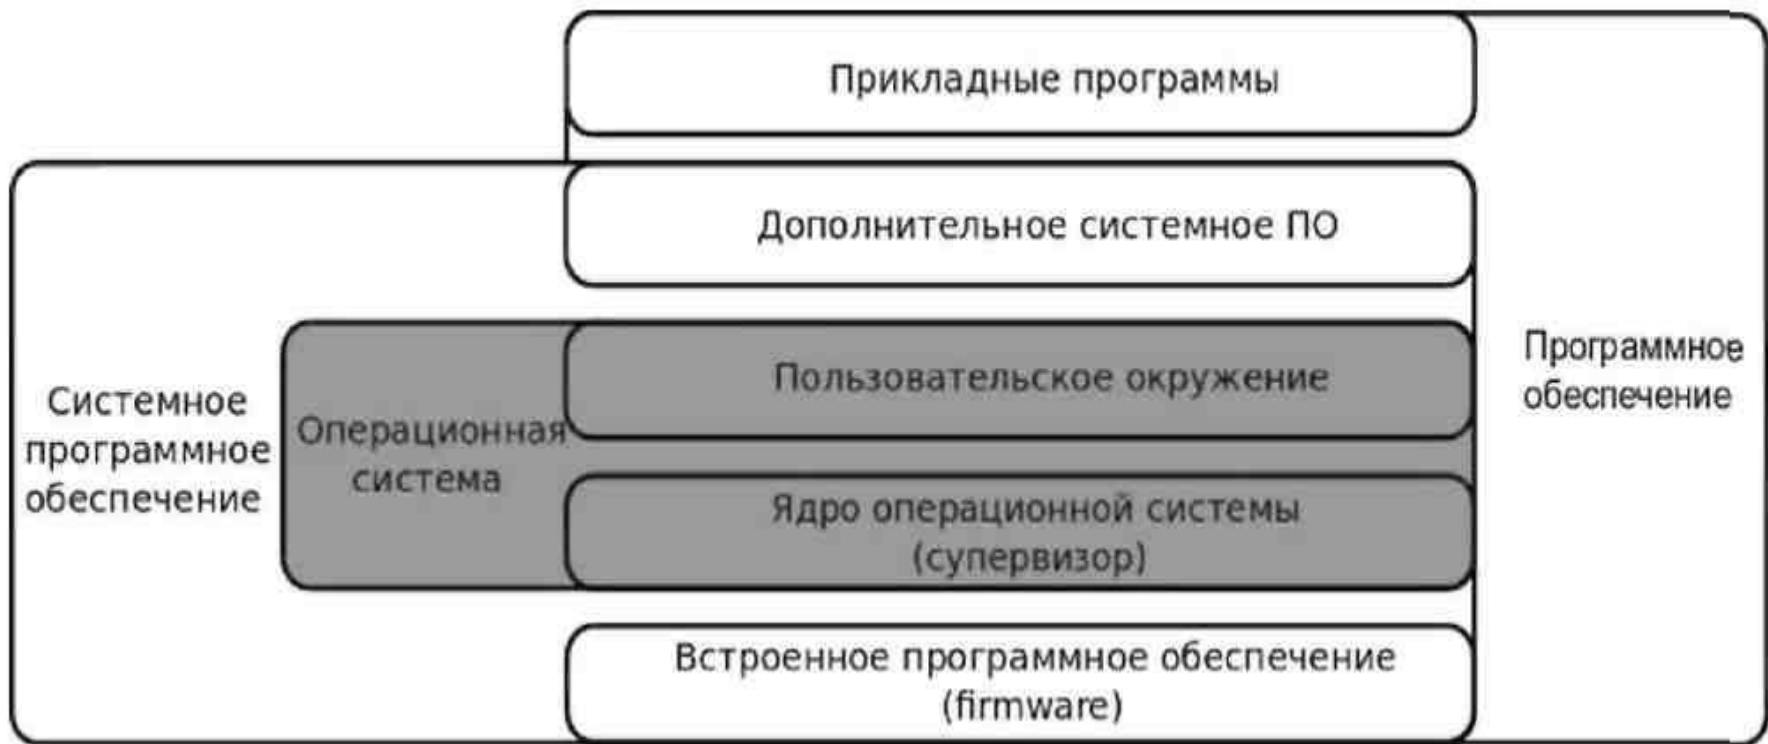 Прикладные программы
Дополнительное системное ПО
Пользовательское окружение
Программное
обеспечение
Системное
программное
обеспечение
Операционная
система
Ядро операционной системы
(супервизор)
Встроенное программное обеспечение
(firmware)